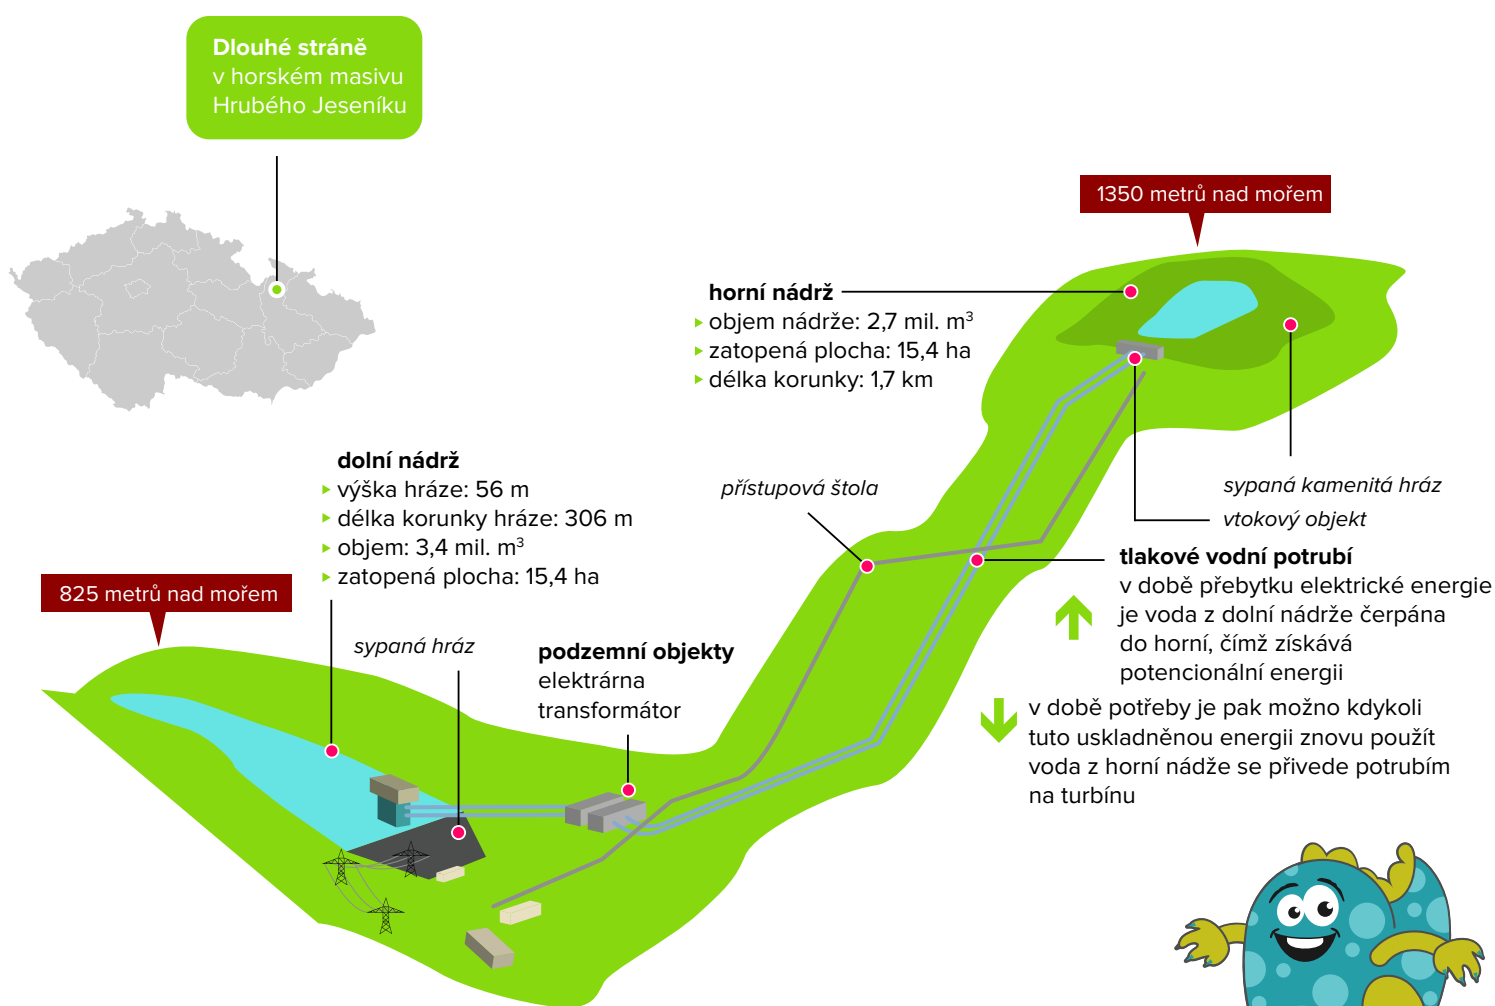 Dlouhé stráně
v horském masivu
Hrubého Jeseníku
1350 metrů nad mořem
horní nádrž
objem nádrže: 2,7 mil. m³
zatopená plocha: 15,4 ha
délka korunky: 1,7 km
dolní nádrž
výška hráze: 56 m
délka korunky hráze: 306 m
objem: 3,4 mil. m³
zatopená plocha: 15,4 ha
825 metrů nad mořem
sypaná hráz
podzemní objekty
elektrárna
transformátor
přístupová štola
sypaná kamenitá hráz
vtokový objekt
tlakové vodní potrubí
v době přebytku elektrické energie
je voda z dolní nádrže čerpána
do horní, čímž získává
potencionální energii
v době potřeby je pak možno kdykoli
tuto uskladněnou energii znovu použít
voda z horní nádže se přivede potrubím
na turbínu